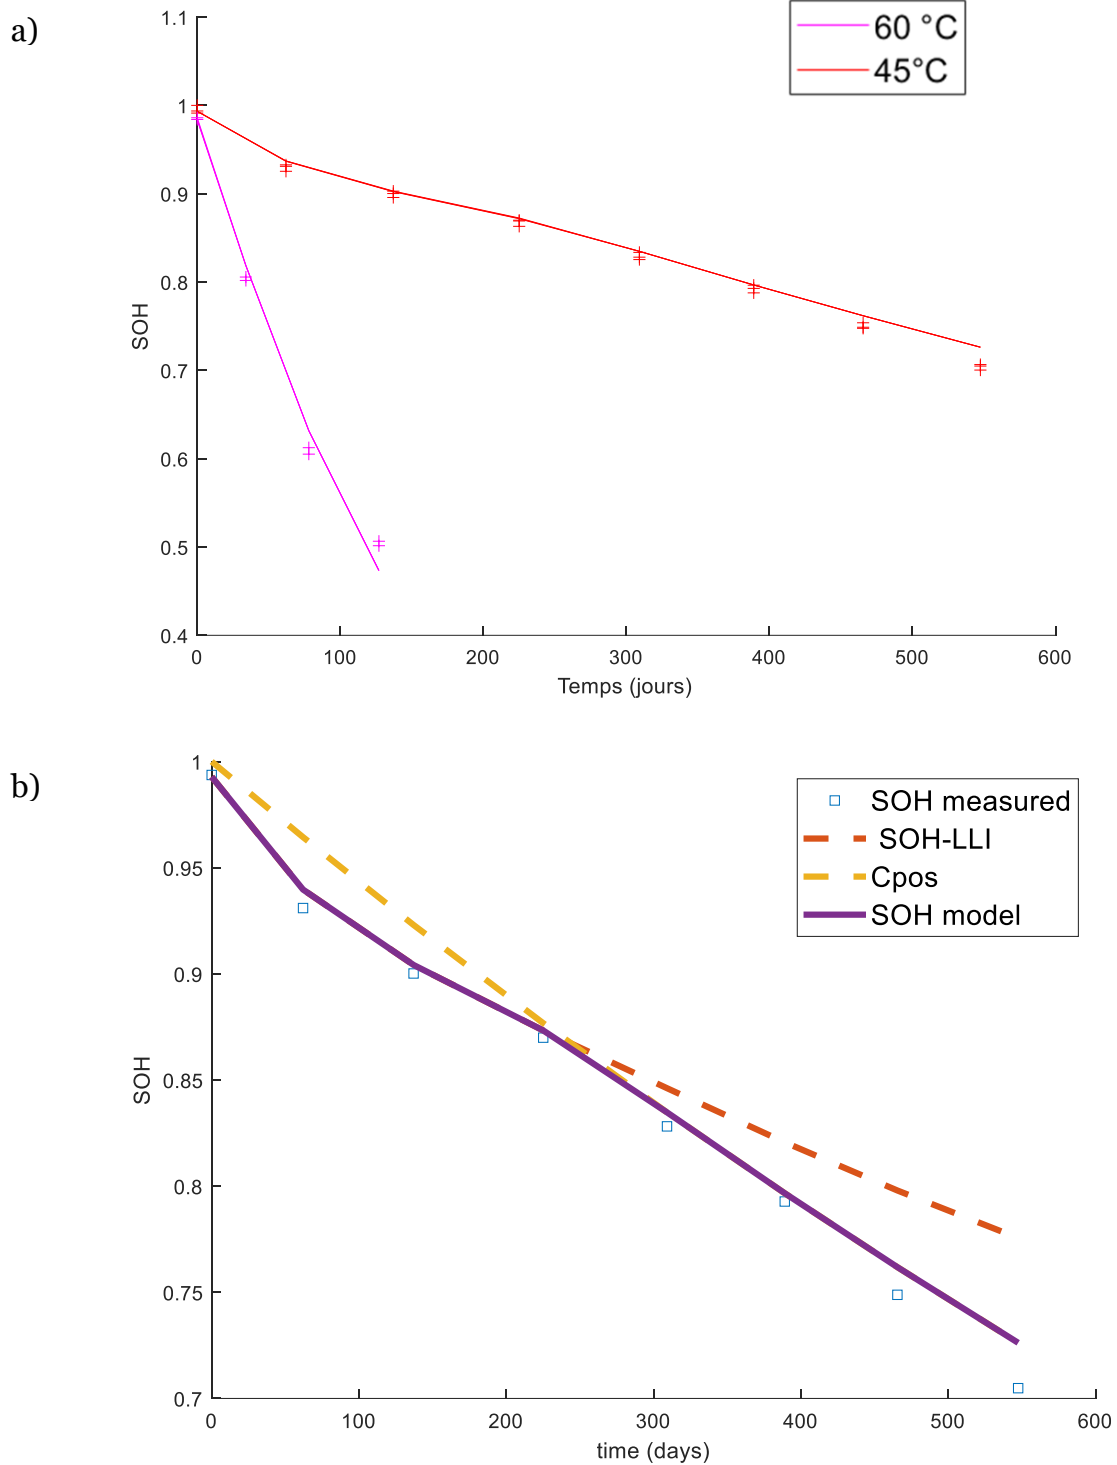 a)
60 °C
45°C
1.1
1
0.9
0.8
0.7
0.6
0.5
0.4
SOH
0 100 200 300 400 500 600
Temps (jours)
b)
SOH measured
SOH-LLI
Cpos
SOH model
1
0.95
0.9
0.85
0.8
0.75
0.7
SOH
0 100 200 300 400 500 600
time (days)